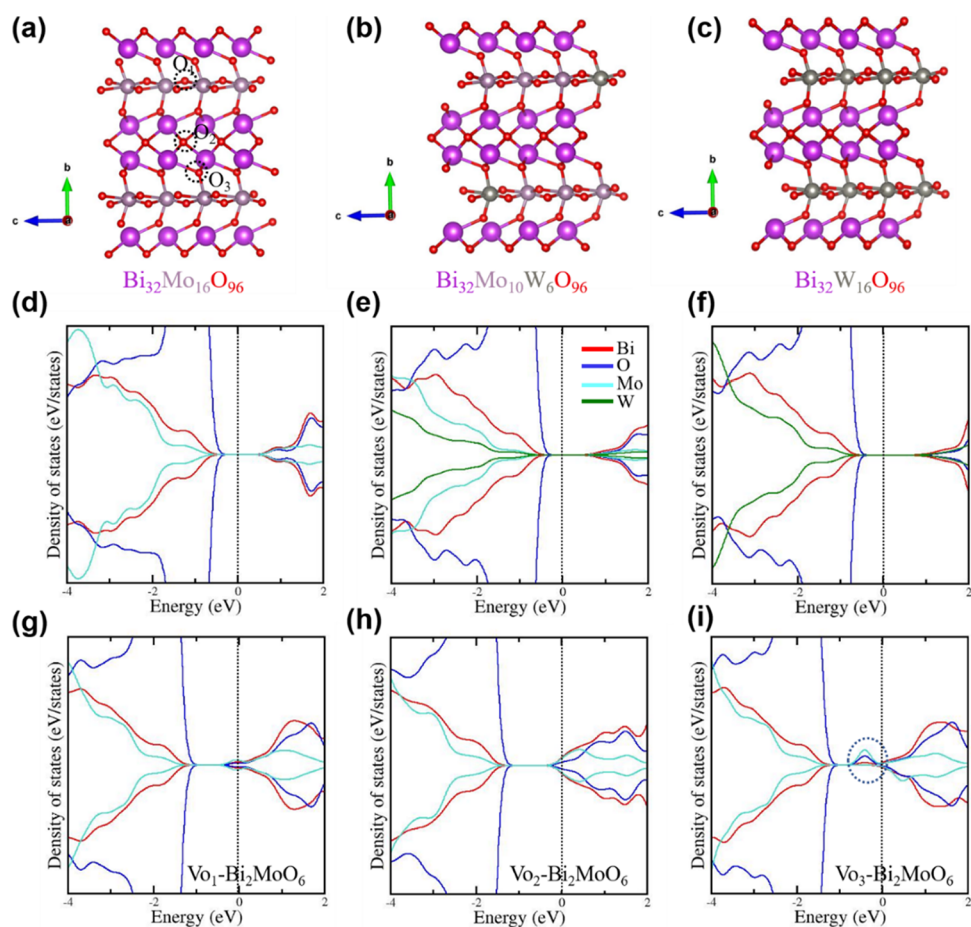 (a)
(b)
(c)
O₁
O₂
O₃
b
c
b
c
b
c
Bi₃₂Mo₁₆O₉₆
Bi₃₂Mo₁₀W₆O₉₆
Bi₃₂W₁₆O₉₆
(d)
(e)
(f)
Density of states (eV/states)
-4 -2 0 2
Energy (eV)
Density of states (eV/states)
Bi
O
Mo
W
-4 -2 0 2
Energy (eV)
Density of states (eV/states)
-4 -2 0 2
Energy (eV)
(g)
(h)
(i)
Density of states (eV/states)
Vo₁-Bi₂MoO₆
-4 -2 0 2
Energy (eV)
Density of states (eV/states)
Vo₂-Bi₂MoO₆
-4 -2 0 2
Energy (eV)
Density of states (eV/states)
Vo₃-Bi₂MoO₆
-4 -2 0 2
Energy (eV)